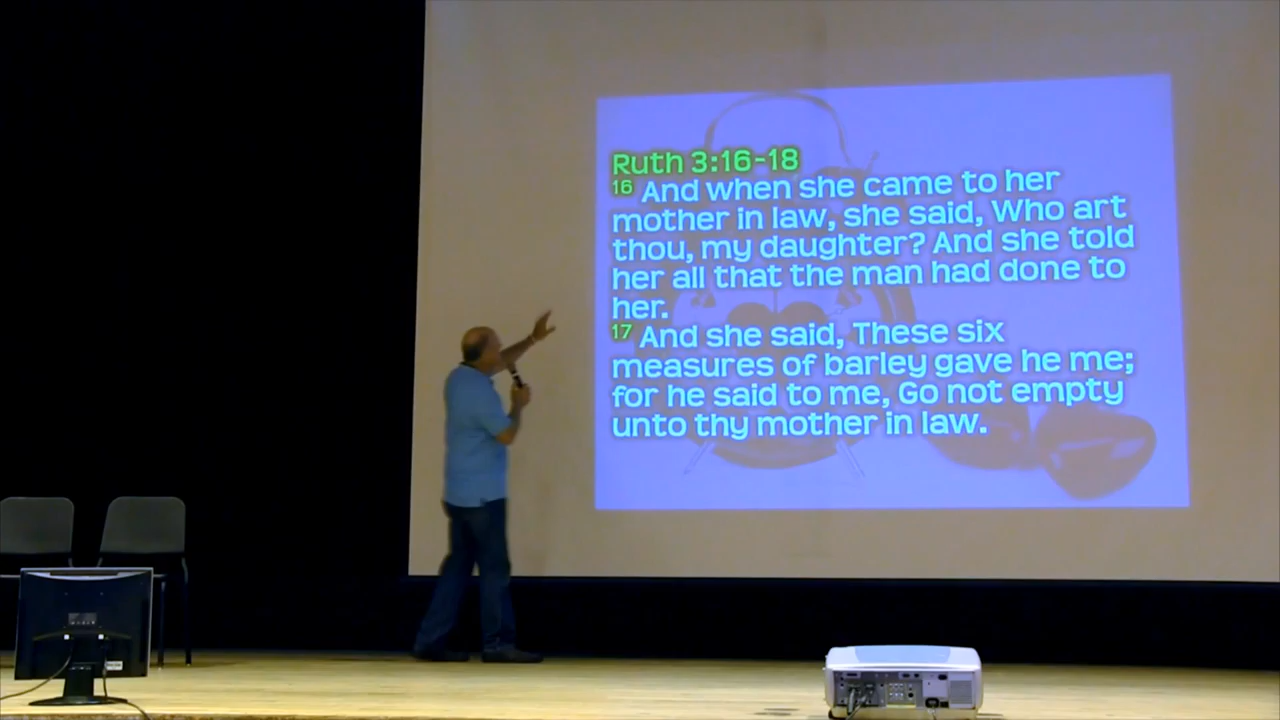 Ruth 3:16-18
16 And when she came to her
mother in law, she said, Who art
thou, my daughter? And she told
her all that the man had done to
her.
17 And she said, These six
measures of barley gave he me;
for he said to me, Go not empty
unto thy mother in law.